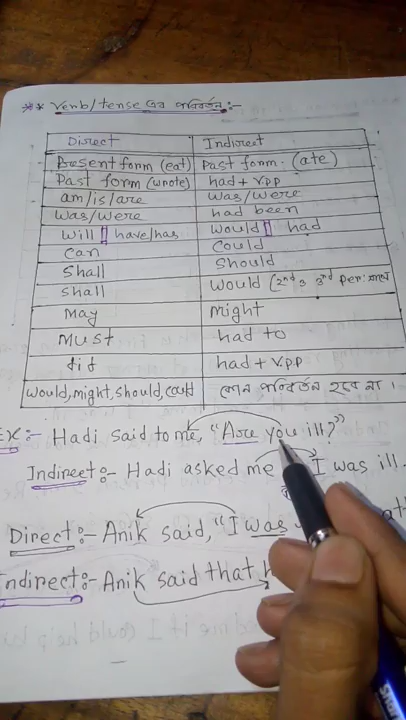 ** Verb/tense এর পরিবর্তন:-
Direct Indirect
Present form (eat) Past form: (ate)
Past form (wrote) had + V.pp
am/is/are was/were
was/were had been
Will || have/has Would || had
Can Could
Shall Should
Shall Would (2nd ও 3rd Per:
May Might
Must had to
did had + V.pp
Would, might, should, could কোন পরিবর্তন হবে না।
Ex:- Hadi said to me, "Are you ill?"
Indirect:- Hadi asked me I was ill.
Direct:- Anik said, "I was
Indirect:- Anik said that